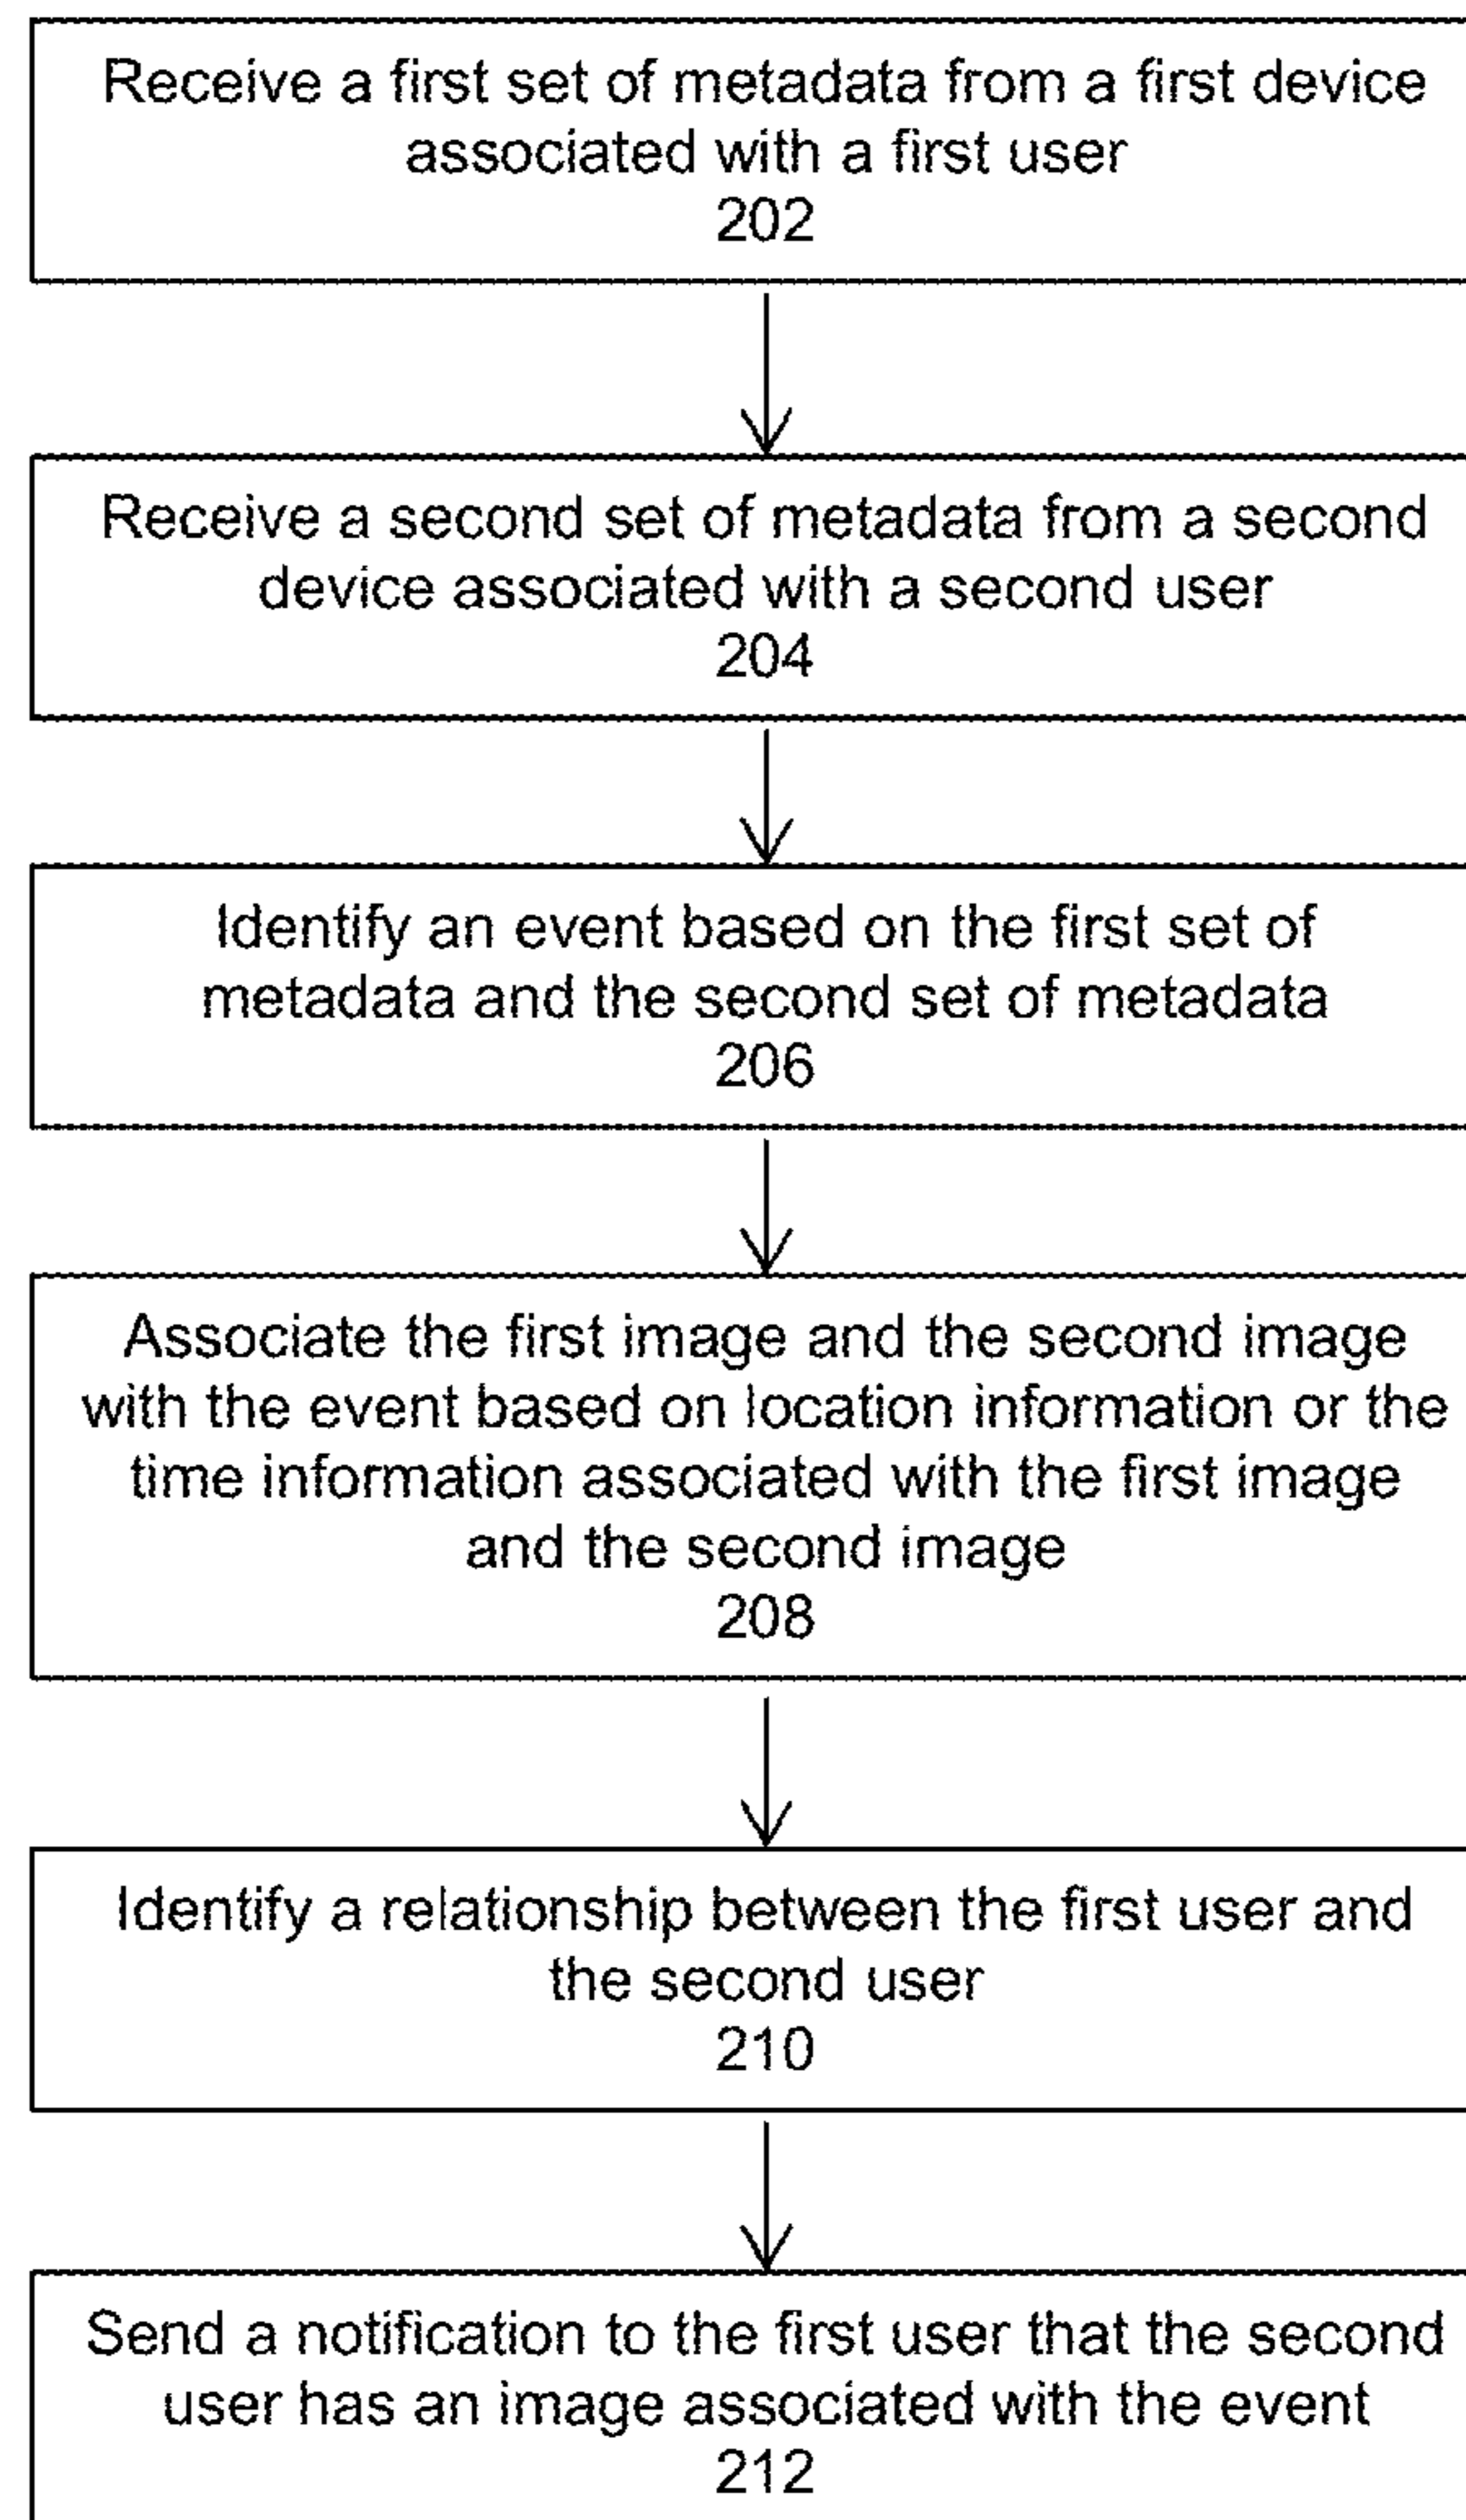 Receive a first set of metadata from a first device
associated with a first user
202
Receive a second set of metadata from a second
device associated with a second user
204
Identify an event based on the first set of
metadata and the second set of metadata
206
Associate the first image and the second image
with the event based on location information or the
time information associated with the first image
and the second image
208
Identify a relationship between the first user and
the second user
210
Send a notification to the first user that the second
user has an image associated with the event
212